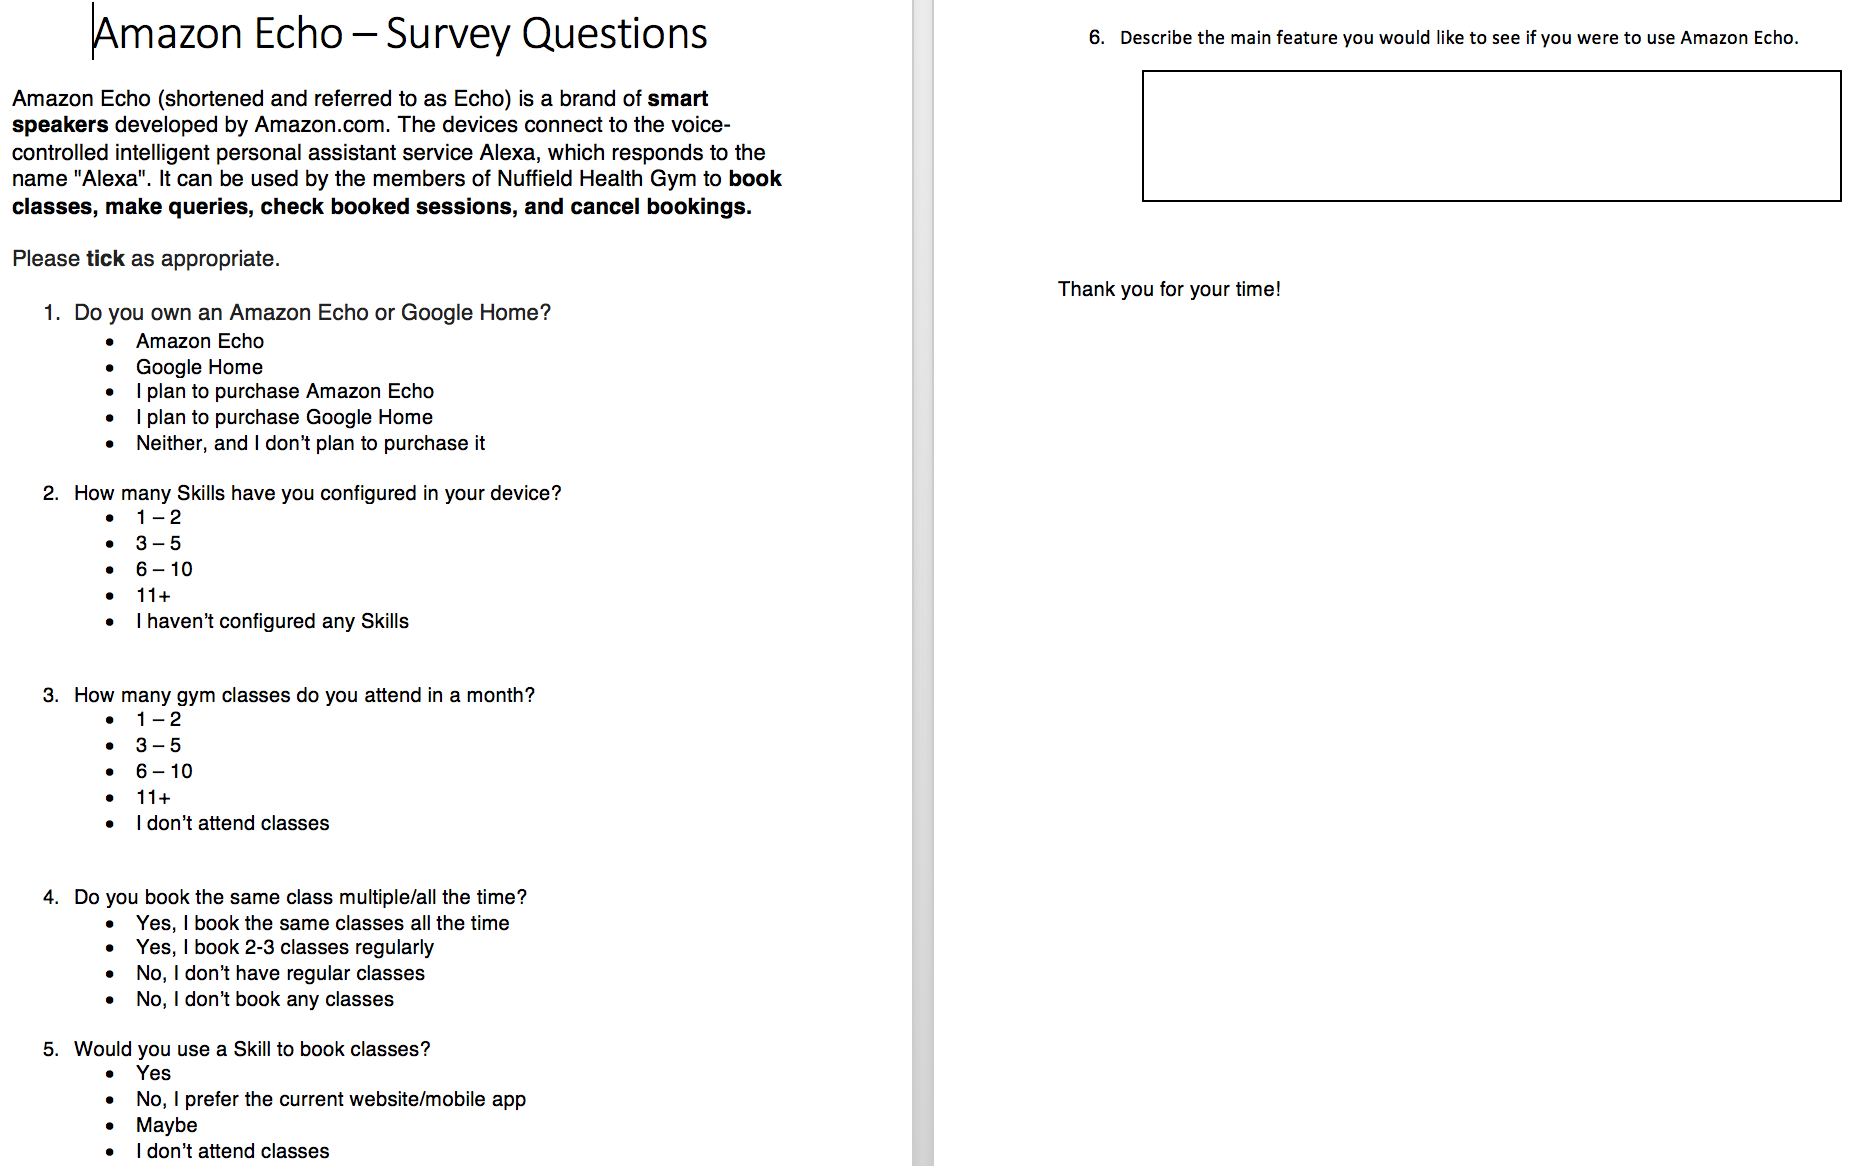 Amazon Echo – Survey Questions
Amazon Echo (shortened and referred to as Echo) is a brand of smart
speakers developed by Amazon.com. The devices connect to the voice-
controlled intelligent personal assistant service Alexa, which responds to the
name "Alexa". It can be used by the members of Nuffield Health Gym to book
classes, make queries, check booked sessions, and cancel bookings.
Please tick as appropriate.
1. Do you own an Amazon Echo or Google Home?
• Amazon Echo
• Google Home
• I plan to purchase Amazon Echo
• I plan to purchase Google Home
• Neither, and I don't plan to purchase it
2. How many Skills have you configured in your device?
• 1 – 2
• 3 – 5
• 6 – 10
• 11+
• I haven't configured any Skills
3. How many gym classes do you attend in a month?
• 1 – 2
• 3 – 5
• 6 – 10
• 11+
• I don't attend classes
4. Do you book the same class multiple/all the time?
• Yes, I book the same classes all the time
• Yes, I book 2-3 classes regularly
• No, I don't have regular classes
• No, I don't book any classes
5. Would you use a Skill to book classes?
• Yes
• No, I prefer the current website/mobile app
• Maybe
• I don't attend classes
6. Describe the main feature you would like to see if you were to use Amazon Echo.
Thank you for your time!